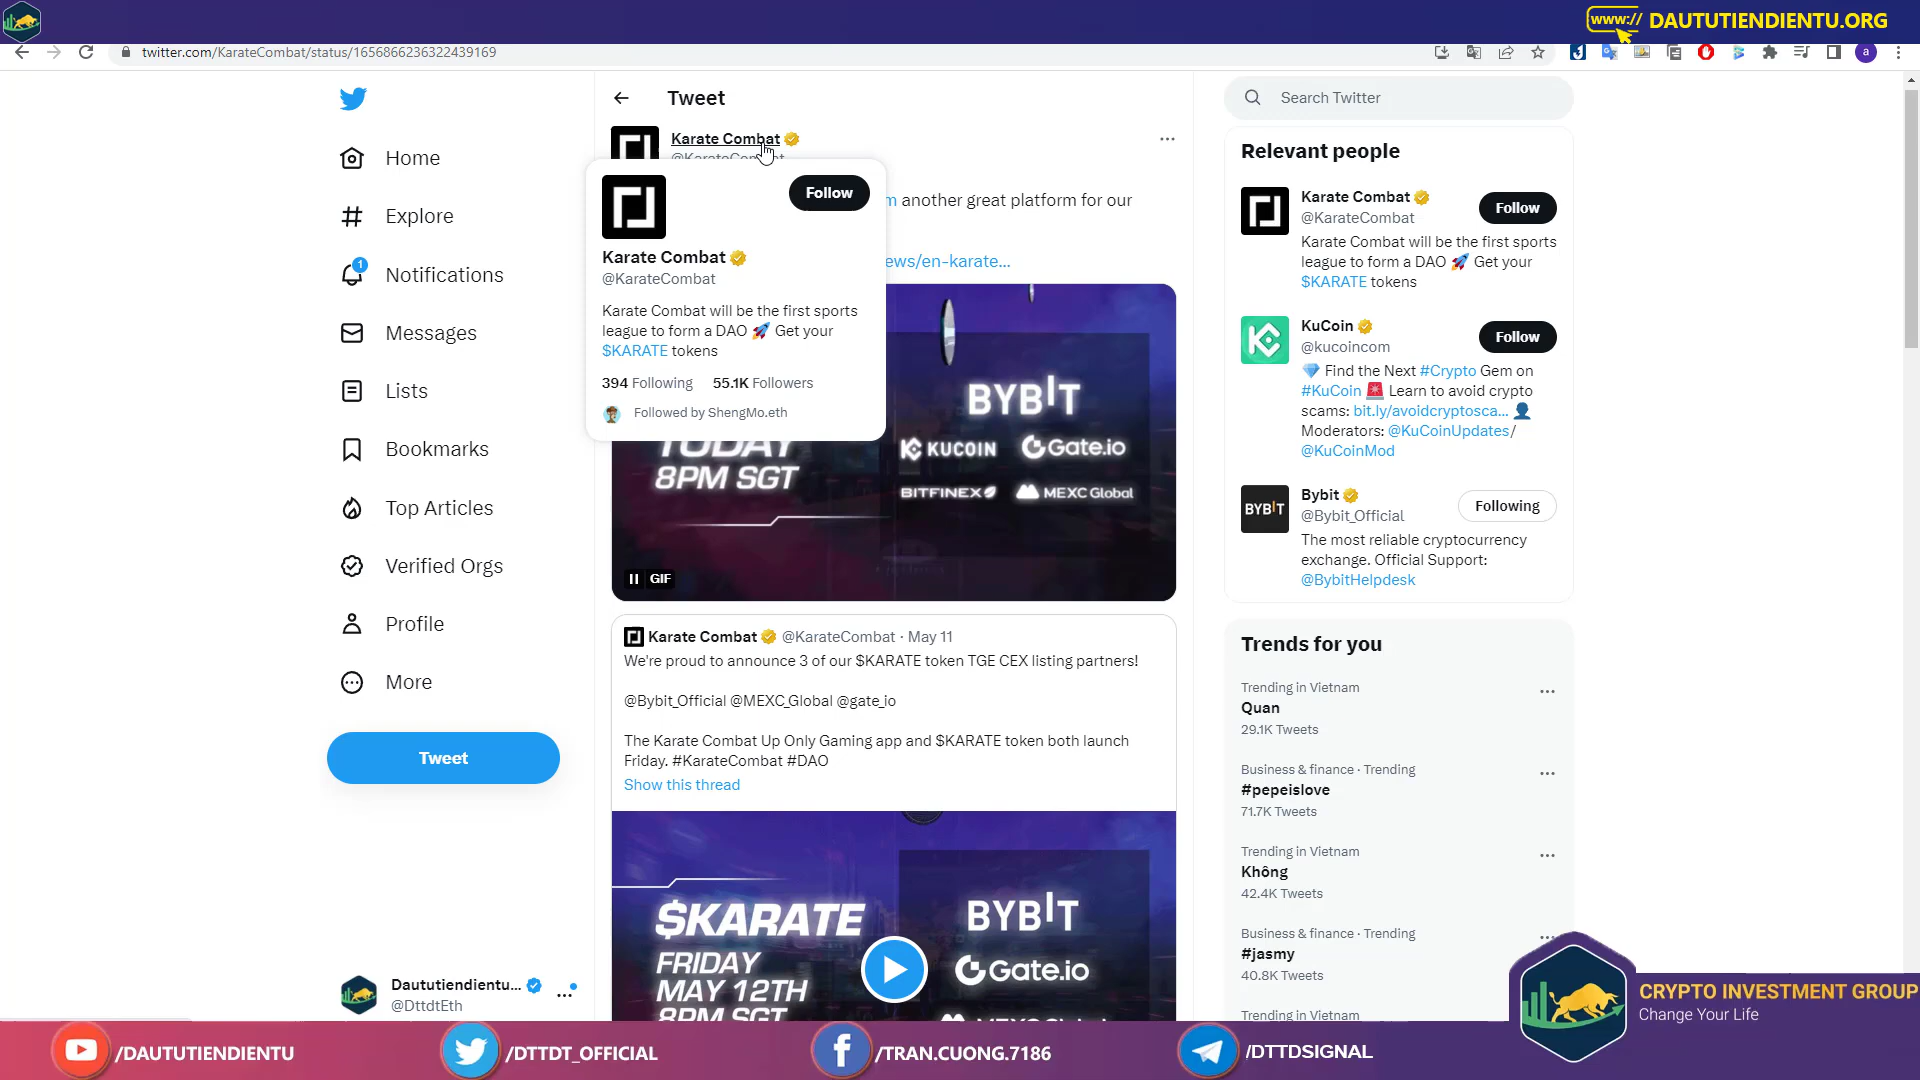 www://
DAUTUTIENDIENTU.ORG
twitter.com/KarateCombat/status/1656866236322439169
a
Home
Explore
1
Notifications
Messages
Lists
Bookmarks
Top Articles
Verified Orgs
Profile
More
Tweet
Dautudiendientu...
@DttdtEth
Tweet
Karate Combat
@KarateCombat
another great platform for our
ews/en-karate...
Follow
Karate Combat
@KarateCombat
Karate Combat will be the first sports
league to form a DAO 🚀 Get your
$KARATE tokens
394 Following 55.1K Followers
Followed by ShengMo.eth
TODAY
8PM SGT
BYBIT
KUCOIN Gate.io
BITFINEX MEXC Global
GIF
Karate Combat @KarateCombat · May 11
We're proud to announce 3 of our $KARATE token TGE CEX listing partners!
@Bybit_Official @MEXC_Global @gate_io
The Karate Combat Up Only Gaming app and $KARATE token both launch
Friday. #KarateCombat #DAO
Show this thread
$KARATE
FRIDAY
MAY 12TH
8PM SGT
BYBIT
Gate.io
MEXC Global
Search Twitter
Relevant people
Karate Combat
@KarateCombat
Follow
Karate Combat will be the first sports
league to form a DAO 🚀 Get your
$KARATE tokens
KuCoin
@kucoincom
Follow
💎 Find the Next #Crypto Gem on
#KuCoin 🚨 Learn to avoid crypto
scams: bit.ly/avoidcryptosca... 👤
Moderators: @KuCoinUpdates/
@KuCoinMod
BYBIT
Bybit
@Bybit_Official
Following
The most reliable cryptocurrency
exchange. Official Support:
@BybitHelpdesk
Trends for you
Trending in Vietnam
Quan
29.1K Tweets
Business & finance · Trending
#pepeislove
71.7K Tweets
Trending in Vietnam
Không
42.4K Tweets
Business & finance · Trending
#jasmy
40.8K Tweets
Trending in Vietnam
CRYPTO INVESTMENT GROUP
Change Your Life
/DAUTUTIENDIENTU
/DTTDT_OFFICIAL
/TRAN.CUONG.7186
/DTTDSIGNAL